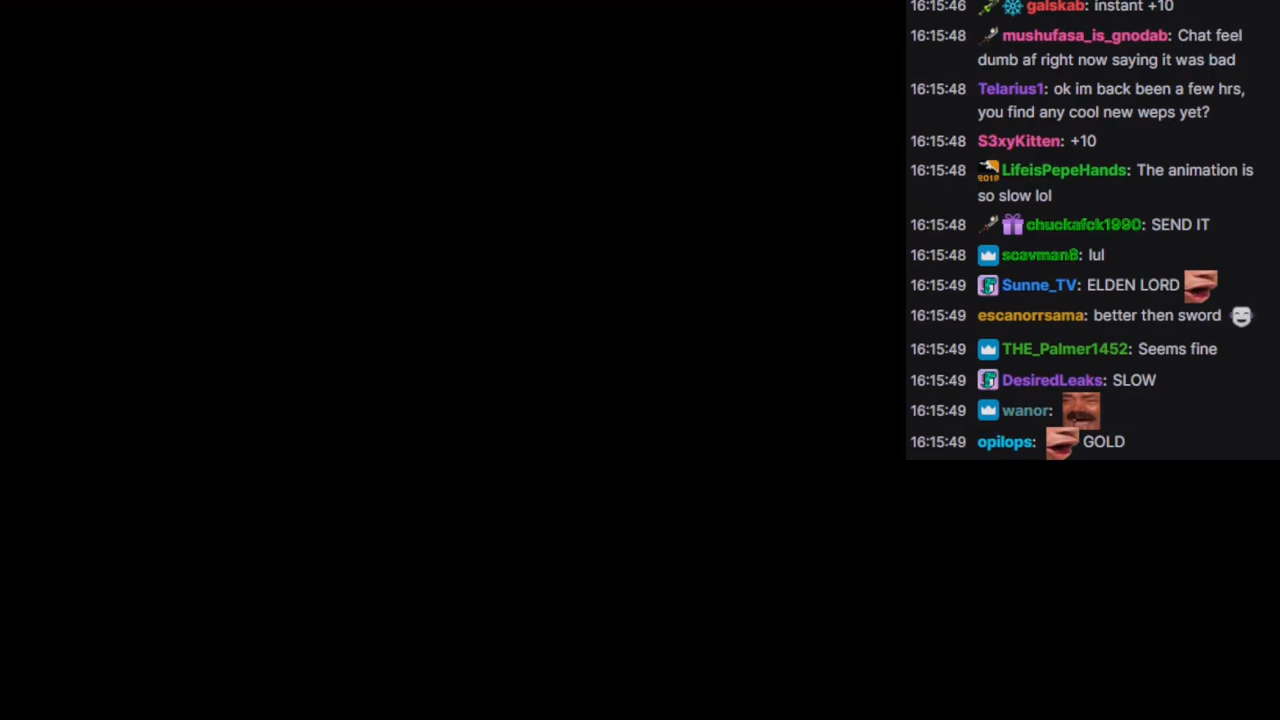 16:15:46 galskab: instant +10
16:15:48 mushufasa_is_gnodab: Chat feel
dumb af right now saying it was bad
16:15:48 Telarius1: ok im back been a few hrs,
you find any cool new weps yet?
16:15:48 S3xyKitten: +10
16:15:48 2019 LifeisPepeHands: The animation is
so slow lol
16:15:48 chuckafck1990: SEND IT
16:15:48 scavman8: lul
16:15:49 Sunne_TV: ELDEN LORD
16:15:49 escanorrsama: better then sword
16:15:49 THE_Palmer1452: Seems fine
16:15:49 DesiredLeaks: SLOW
16:15:49 wanor:
16:15:49 opilops: GOLD